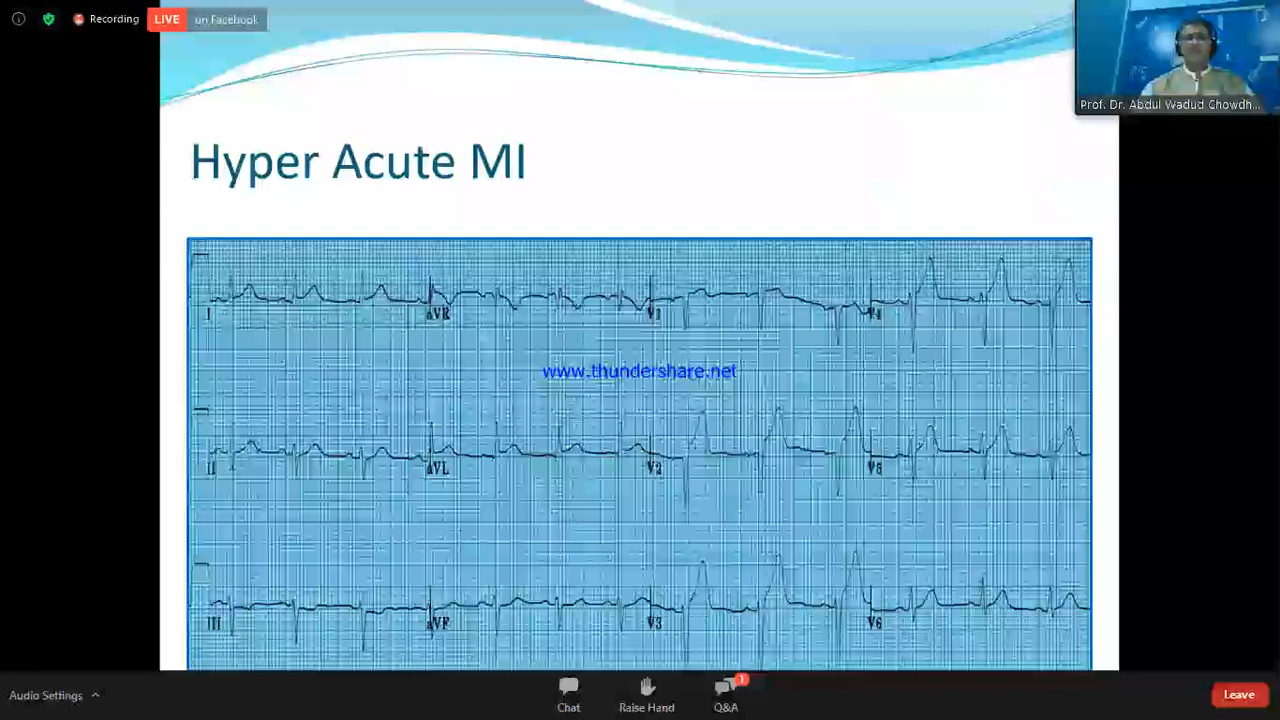 Recording
LIVE on Facebook
Prof. Dr. Abdul Wadud Chowdh...
Hyper Acute MI
I aVR V1 V4
www.thundershare.net
II aVL V2 V5
III aVF V3 V6
Audio Settings
Chat
Raise Hand
1
Q&A
Leave